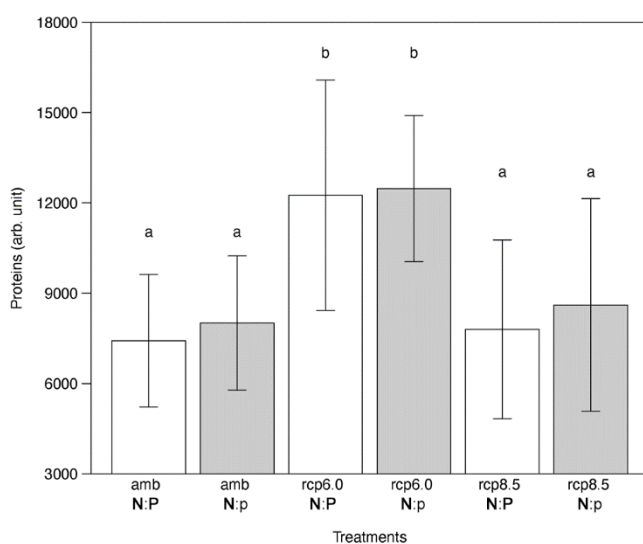 18000
15000
12000
9000
6000
3000
Proteins (arb. unit)
a
a
b
b
a
a
amb
N:P
amb
N:p
rcp6.0
N:P
rcp6.0
N:p
rcp8.5
N:P
rcp8.5
N:p
Treatments